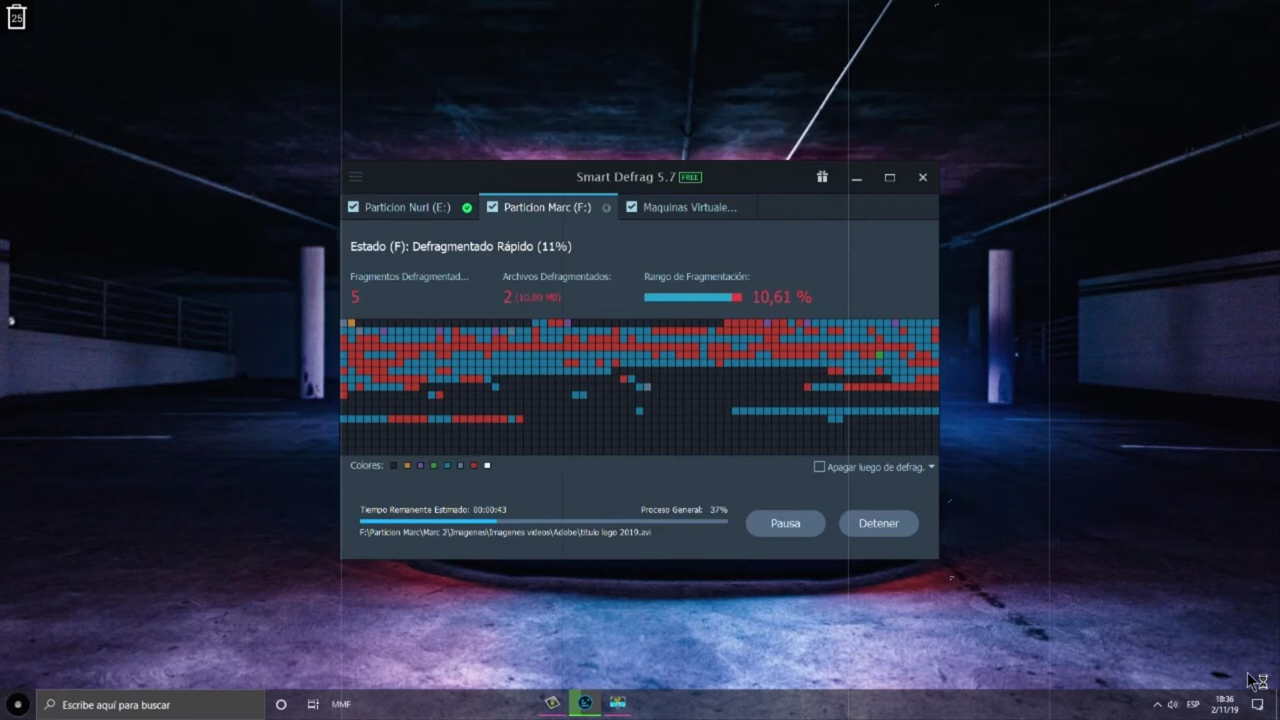 25
Smart Defrag 5.7 FREE
Particion Nurl (E:)
Particion Marc (F:)
Maquinas Virtuale...
Estado (F): Defragmentado Rápido (11%)
Fragmentos Defragmentad...
Archivos Defragmentados:
Rango de Fragmentación:
5
2 (10,80 MB)
10,61 %
Colores:
Apagar luego de defrag.
Tiempo Remanente Estimado: 00:00:43
Proceso General: 37%
F:\Particion Marc\Marc 2\Imagenes\Imagenes videos\Adobe\titulo logo 2019.avi
Pausa
Detener
Escribe aquí para buscar
MMF
ESP
18:36
2/11/19